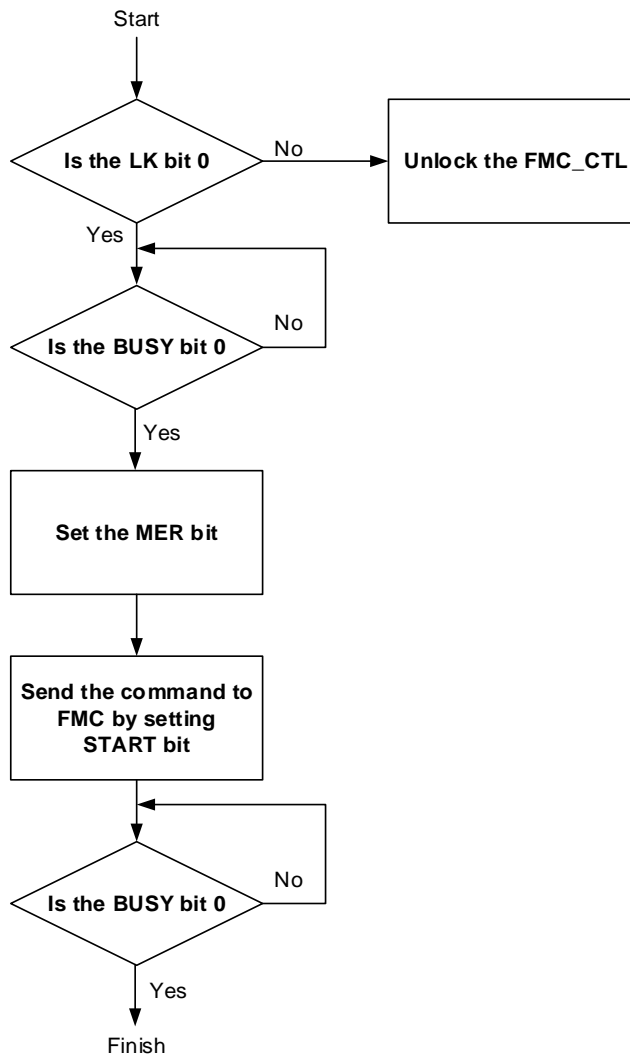 Start
Is the LK bit 0
No
Unlock the FMC_CTL
Yes
Is the BUSY bit 0
No
Yes
Set the MER bit
Send the command to
FMC by setting
START bit
Is the BUSY bit 0
No
Yes
Finish